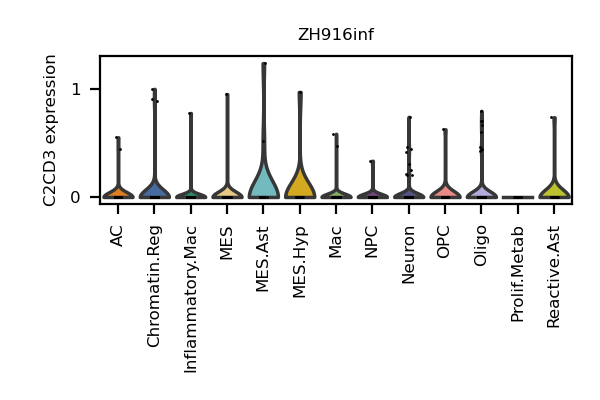 ZH916inf
C2CD3 expression
1
0
AC
Chromatin.Reg
Inflammatory.Mac
MES
MES.Ast
MES.Hyp
Mac
NPC
Neuron
OPC
Oligo
Prolif.Metab
Reactive.Ast